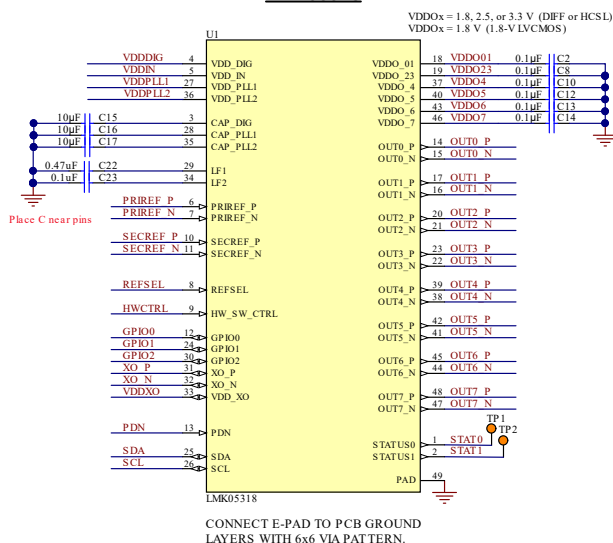 VDDOx = 1.8, 2.5, or 3.3 V (DIFF or HCSL)
VDDOx = 1.8 V (1.8-V LVCMOS)
U1
VDDDIG 4 VDD_DIG VDDO_01 18 VDDO01 0.1µF C2
VDDIN 5 VDD_IN VDDO_23 19 VDDO23 0.1µF C8
VDDPLL1 27 VDD_PLL1 VDDO_4 37 VDDO4 0.1µF C10
VDDPLL2 36 VDD_PLL2 VDDO_5 40 VDDO5 0.1µF C12
VDDO_6 43 VDDO6 0.1µF C13
10µF C15 3 CAP_DIG VDDO_7 46 VDDO7 0.1µF C14
10µF C16 28 CAP_PLL1
10µF C17 35 CAP_PLL2 OUT0_P 14 OUT0_P
OUT0_N 15 OUT0_N
0.47uF C22 29 LF1
0.1uF C23 34 LF2 OUT1_P 17 OUT1_P
OUT1_N 16 OUT1_N
Place C near pins
PRIREF_P 6 PRIREF_P
PRIREF_N 7 PRIREF_N OUT2_P 20 OUT2_P
OUT2_N 21 OUT2_N
SECREF_P 10 SECREF_P
SECREF_N 11 SECREF_N OUT3_P 23 OUT3_P
OUT3_N 22 OUT3_N
REFSEL 8 REFSEL OUT4_P 39 OUT4_P
OUT4_N 38 OUT4_N
HWCTRL 9 HW_SW_CTRL
OUT5_P 42 OUT5_P
GPIO0 12 GPIO0 OUT5_N 41 OUT5_N
GPIO1 24 GPIO1
GPIO2 30 GPIO2 OUT6_P 45 OUT6_P
XO_P 31 XO_P OUT6_N 44 OUT6_N
XO_N 32 XO_N
VDDXO 33 VDD_XO OUT7_P 48 OUT7_P
OUT7_N 47 OUT7_N
TP1
TP2
PDN 13 PDN
STATUS0 1 STAT0
SDA 25 SDA STATUS1 2 STAT1
SCL 26 SCL
PAD 49
LMK05318
CONNECT E-PAD TO PCB GROUND
LAYERS WITH 6x6 VIA PATTERN.